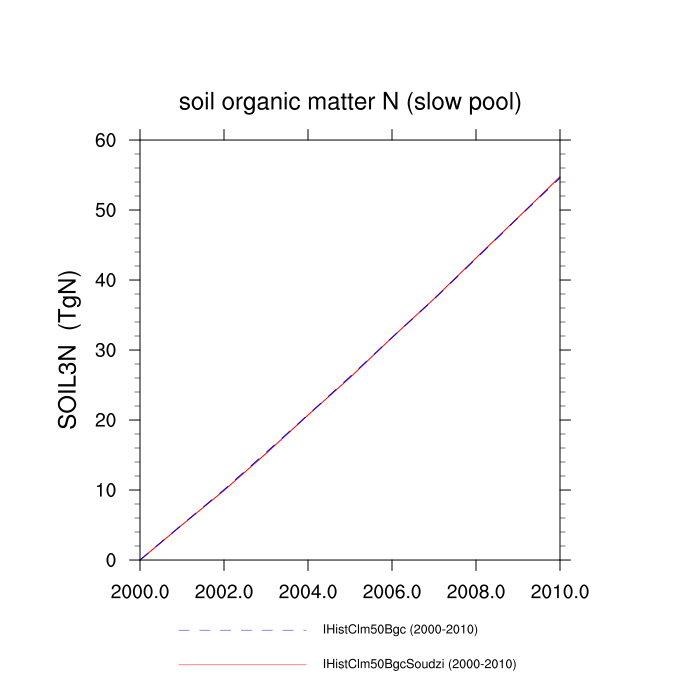 soil organic matter N (slow pool)
SOIL3N (TgN)
60
50
40
30
20
10
0
2000.0 2002.0 2004.0 2006.0 2008.0 2010.0
IHistClm50Bgc (2000-2010)
IHistClm50BgcSoudzi (2000-2010)